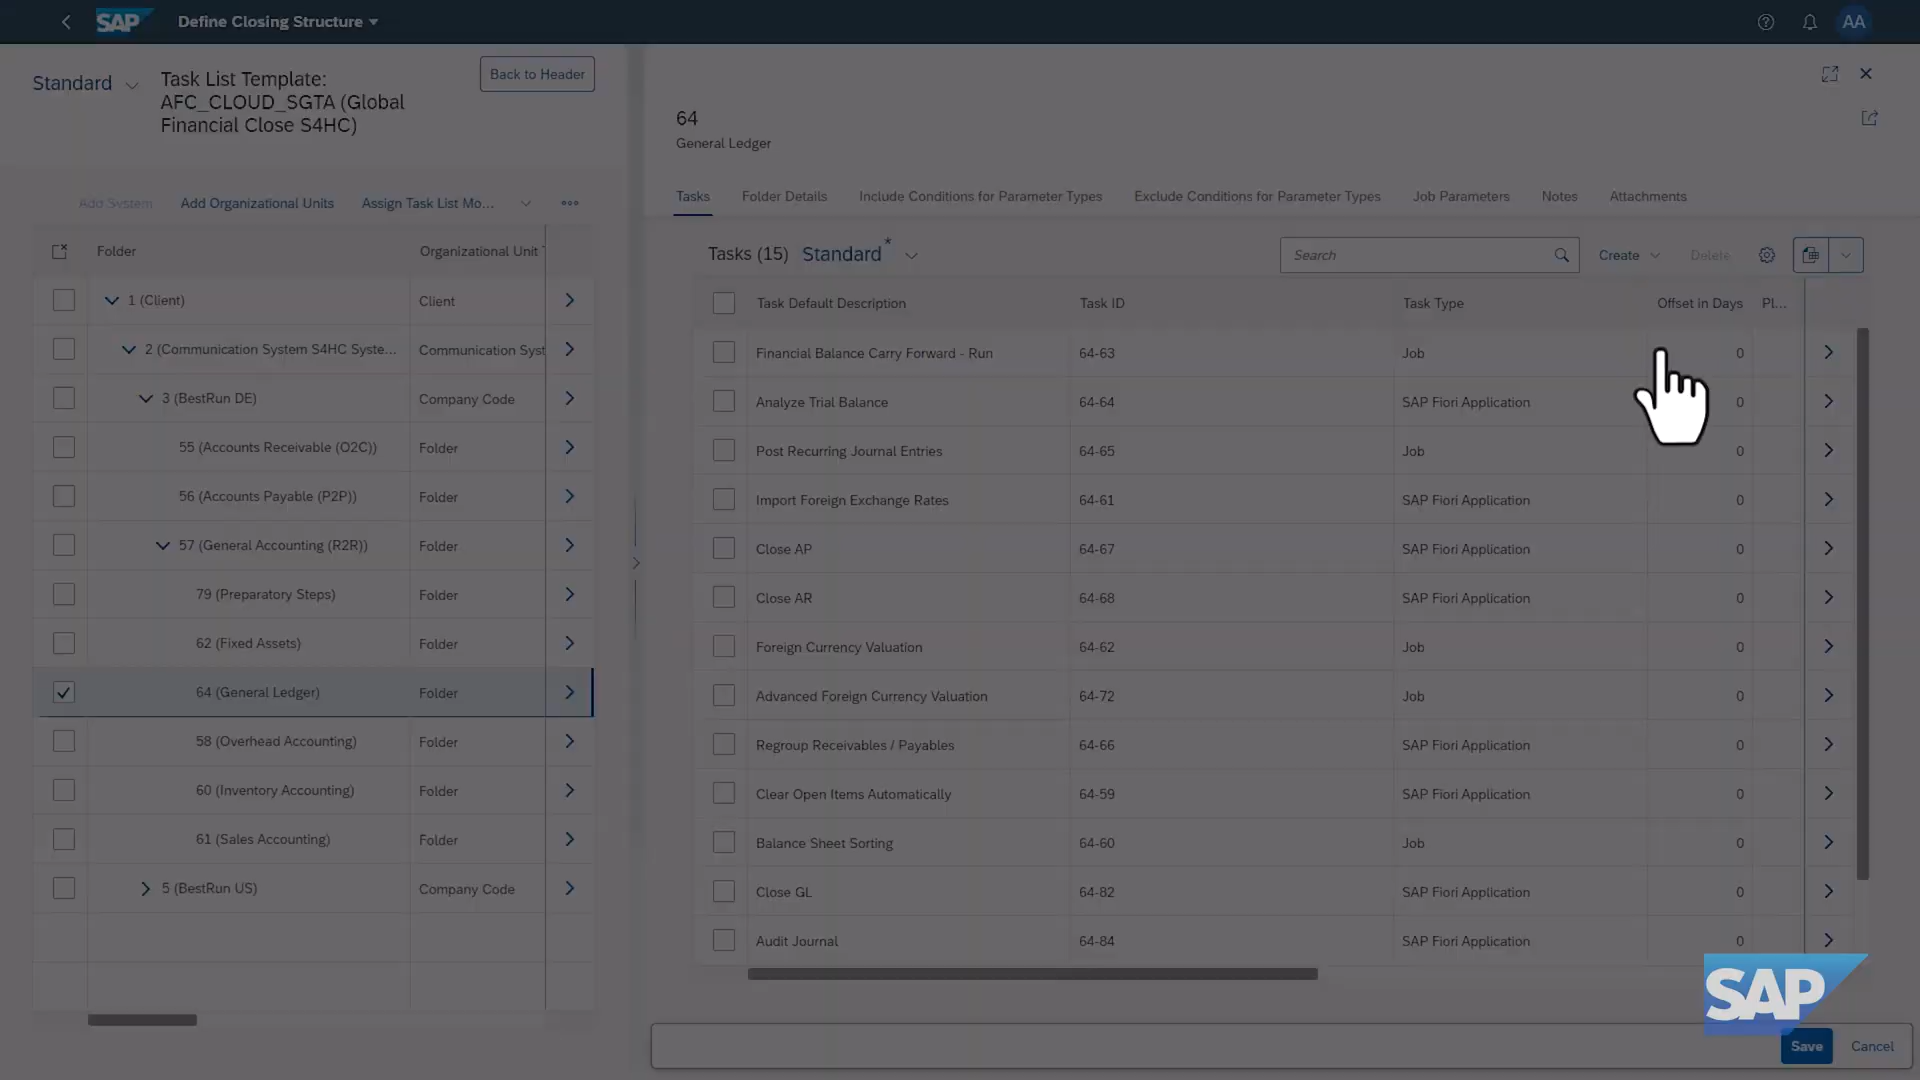 SAP
Define Closing Structure
AA
Standard
Task List Template:
AFC_CLOUD_SGTA (Global
Financial Close S4HC)
Back to Header
Add System
Add Organizational Units
Assign Task List Mo...
Folder
Organizational Unit
1 (Client)
Client
2 (Communication System S4HC Syste...
Communication Syst
3 (BestRun DE)
Company Code
55 (Accounts Receivable (O2C))
Folder
56 (Accounts Payable (P2P))
Folder
57 (General Accounting (R2R))
Folder
79 (Preparatory Steps)
Folder
62 (Fixed Assets)
Folder
64 (General Ledger)
Folder
58 (Overhead Accounting)
Folder
60 (Inventory Accounting)
Folder
61 (Sales Accounting)
Folder
5 (BestRun US)
Company Code
64
General Ledger
Tasks
Folder Details
Include Conditions for Parameter Types
Exclude Conditions for Parameter Types
Job Parameters
Notes
Attachments
Tasks (15)
Standard *
Search
Create
Delete
Task Default Description
Task ID
Task Type
Offset in Days
Pl...
Financial Balance Carry Forward - Run
64-63
Job
0
Analyze Trial Balance
64-64
SAP Fiori Application
0
Post Recurring Journal Entries
64-65
Job
0
Import Foreign Exchange Rates
64-61
SAP Fiori Application
0
Close AP
64-67
SAP Fiori Application
0
Close AR
64-68
SAP Fiori Application
0
Foreign Currency Valuation
64-62
Job
0
Advanced Foreign Currency Valuation
64-72
Job
0
Regroup Receivables / Payables
64-66
SAP Fiori Application
0
Clear Open Items Automatically
64-59
SAP Fiori Application
0
Balance Sheet Sorting
64-60
Job
0
Close GL
64-82
SAP Fiori Application
0
Audit Journal
64-84
SAP Fiori Application
0
SAP
Save
Cancel